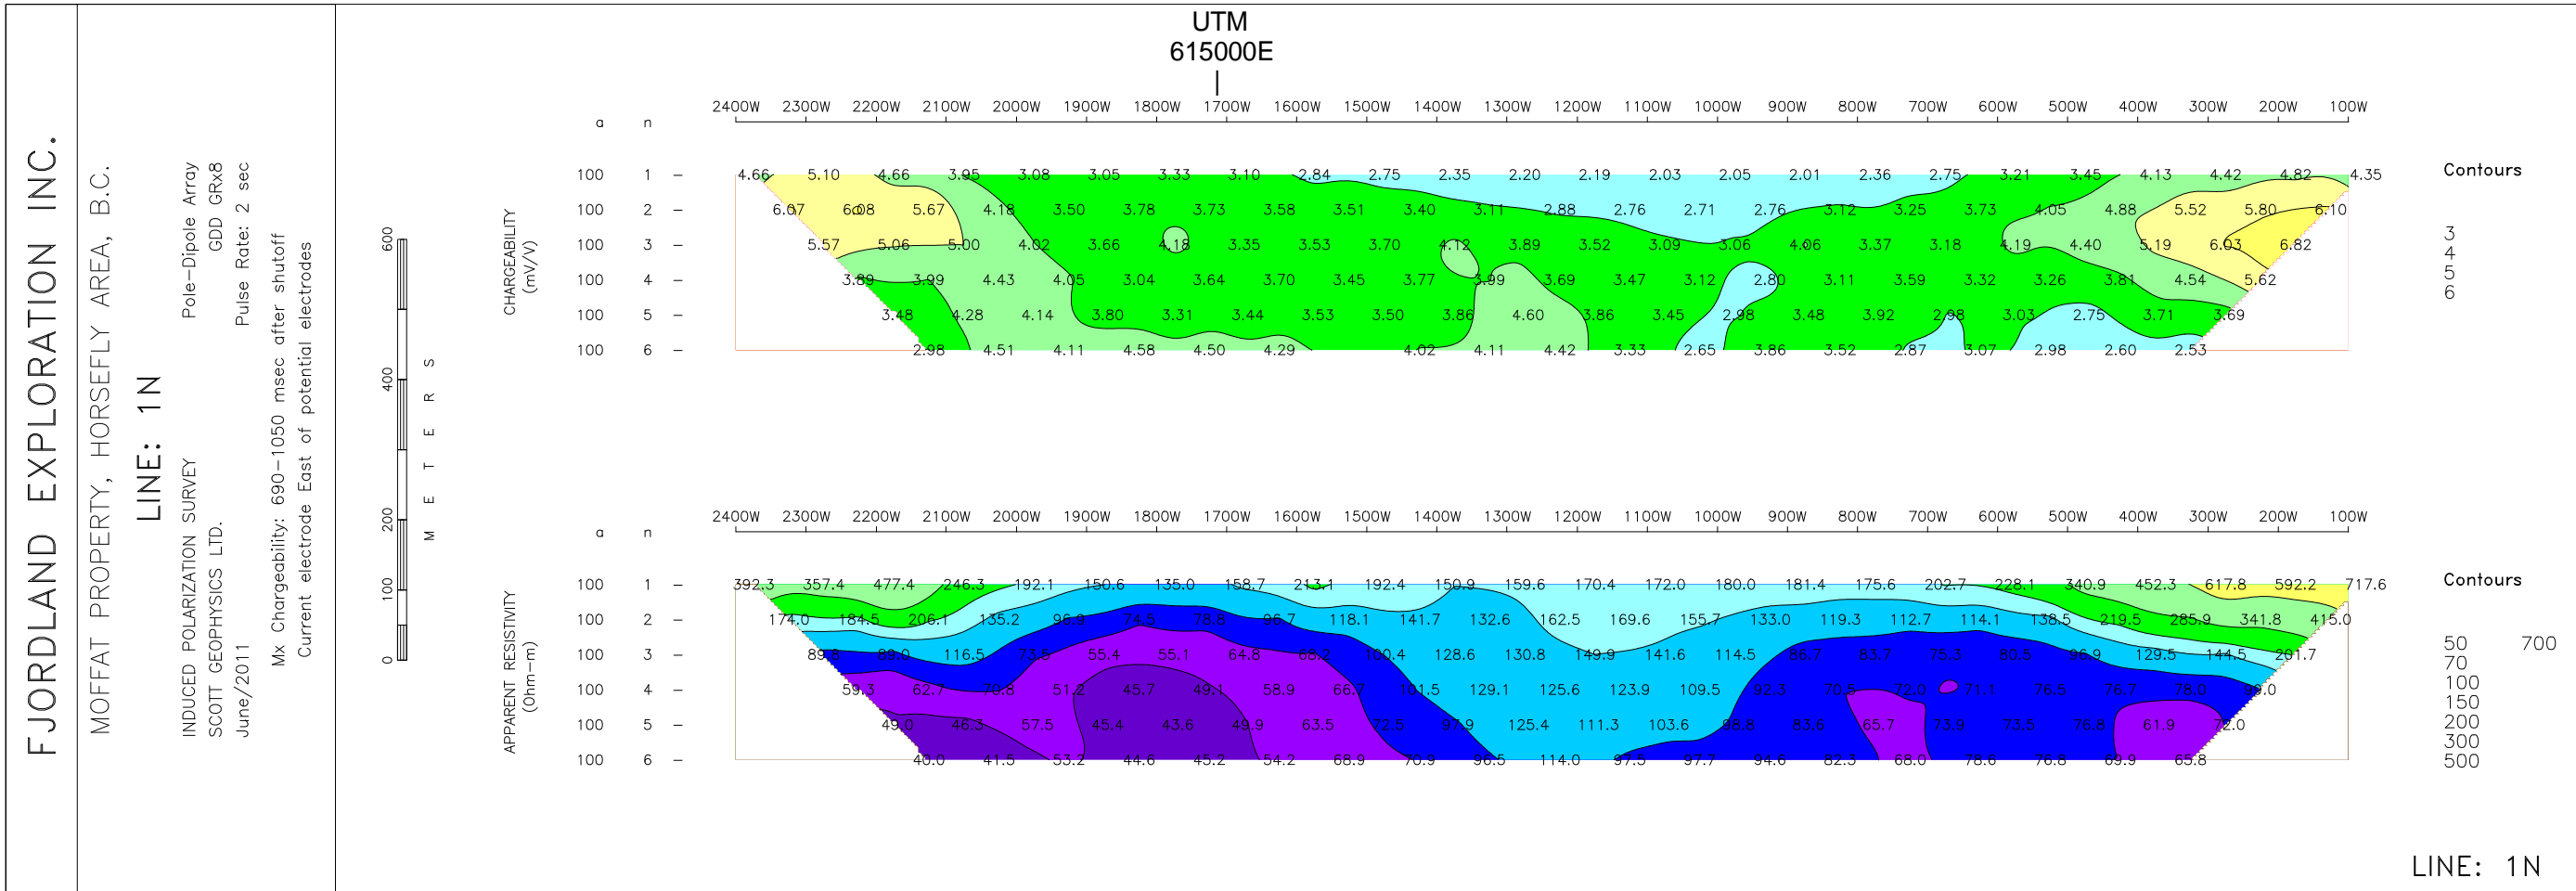 FJORDLAND EXPLORATION INC.
MOFFAT PROPERTY, HORSEFLY AREA, B.C.
LINE: 1N
INDUCED POLARIZATION SURVEY Pole-Dipole Array
SCOTT GEOPHYSICS LTD. GDD GRx8
June/2011 Pulse Rate: 2 sec
Mx Chargeability: 690-1050 msec after shutoff
Current electrode East of potential electrodes
0 100 200 400 600
METERS
UTM
615000E
2400W 2300W 2200W 2100W 2000W 1900W 1800W 1700W 1600W 1500W 1400W 1300W 1200W 1100W 1000W 900W 800W 700W 600W 500W 400W 300W 200W 100W
a n
CHARGEABILITY
(mV/V)
100 1 - 4.66 5.10 4.66 3.95 3.08 3.05 3.33 3.10 2.84 2.75 2.35 2.20 2.19 2.03 2.05 2.01 2.36 2.75 3.21 3.45 4.13 4.42 4.82 4.35
100 2 - 6.07 6.08 5.67 4.18 3.50 3.78 3.73 3.58 3.51 3.40 3.11 2.88 2.76 2.71 2.76 3.12 3.25 3.73 4.05 4.88 5.52 5.80 6.10
100 3 - 5.57 5.06 5.00 4.02 3.66 4.18 3.35 3.53 3.70 4.12 3.89 3.52 3.09 3.06 4.06 3.37 3.18 4.19 4.40 5.19 6.03 6.82
100 4 - 3.89 3.99 4.43 4.05 3.04 3.64 3.70 3.45 3.77 3.99 3.69 3.47 3.12 2.80 3.11 3.59 3.32 3.26 3.81 4.54 5.62
100 5 - 3.48 4.28 4.14 3.80 3.31 3.44 3.53 3.50 3.86 4.60 3.86 3.45 2.98 3.48 3.92 2.98 3.03 2.75 3.71 3.69
100 6 - 2.98 4.51 4.11 4.58 4.50 4.29 4.02 4.11 4.42 3.33 2.65 3.86 3.52 2.87 3.07 2.98 2.60 2.53
Contours
3
4
5
6
2400W 2300W 2200W 2100W 2000W 1900W 1800W 1700W 1600W 1500W 1400W 1300W 1200W 1100W 1000W 900W 800W 700W 600W 500W 400W 300W 200W 100W
a n
APPARENT RESISTIVITY
(Ohm-m)
100 1 - 392.3 357.4 477.4 246.3 192.1 150.6 135.0 158.7 213.1 192.4 150.9 159.6 170.4 172.0 180.0 181.4 175.6 202.7 228.1 340.9 452.3 617.8 592.2 717.6
100 2 - 174.0 184.5 206.1 135.2 96.9 74.5 78.8 96.7 118.1 141.7 132.6 162.5 169.6 155.7 133.0 119.3 112.7 114.1 138.5 219.5 285.9 341.8 415.0
100 3 - 89.8 89.0 116.5 73.5 55.4 55.1 64.8 68.2 100.4 128.6 130.8 149.9 141.6 114.5 86.7 83.7 75.3 80.5 96.9 129.5 144.5 201.7
100 4 - 59.3 62.7 70.8 51.2 45.7 49.1 58.9 66.7 101.5 129.1 125.6 123.9 109.5 92.3 70.5 72.0 71.1 76.5 76.7 78.0 99.0
100 5 - 49.0 46.3 57.5 45.4 43.6 49.9 63.5 72.5 97.9 125.4 111.3 103.6 98.8 83.6 65.7 73.9 73.5 76.8 61.9 72.0
100 6 - 40.0 41.5 53.2 44.6 45.2 54.2 68.9 70.9 96.5 114.0 97.5 97.7 94.6 82.3 68.0 78.6 76.8 69.9 65.8
Contours
50 700
70
100
150
200
300
500
LINE: 1N